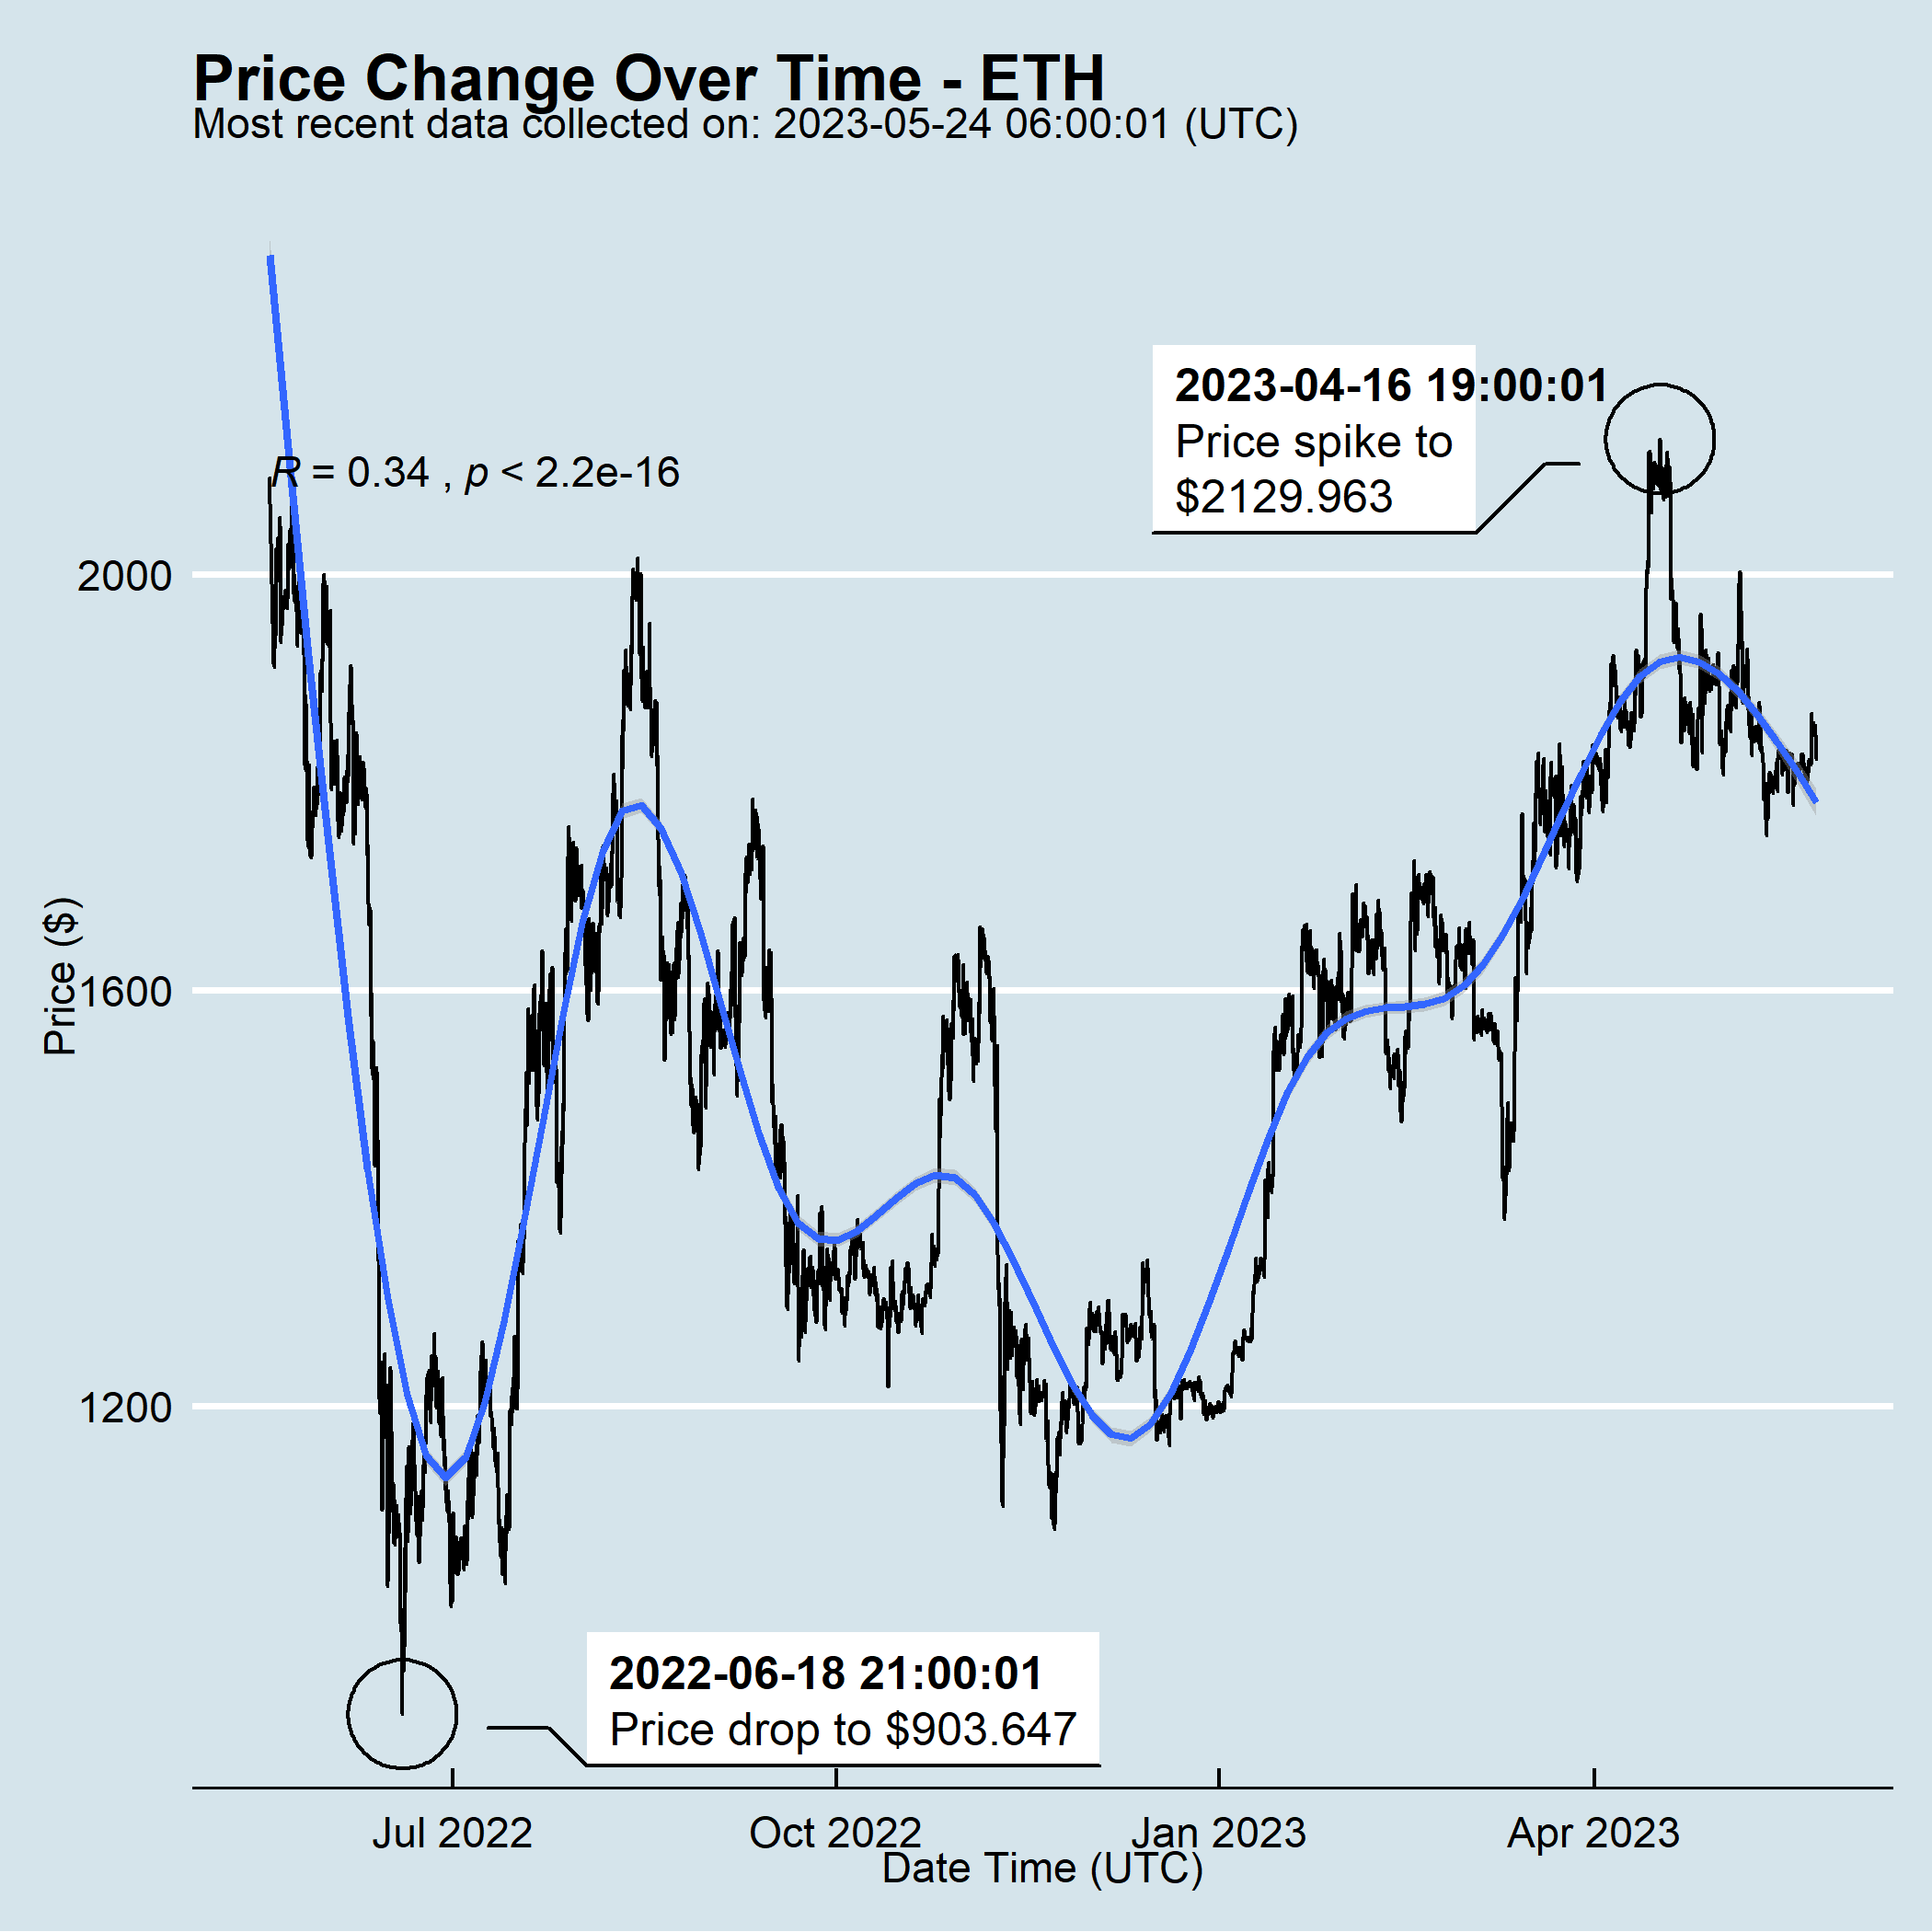 Price Change Over Time - ETH
Most recent data collected on: 2023-05-24 06:00:01 (UTC)
2023-04-16 19:00:01
Price spike to
$2129.963
R = 0.34 , p < 2.2e-16
2000
1600
1200
Price ($)
2022-06-18 21:00:01
Price drop to $903.647
Jul 2022
Oct 2022
Jan 2023
Apr 2023
Date Time (UTC)